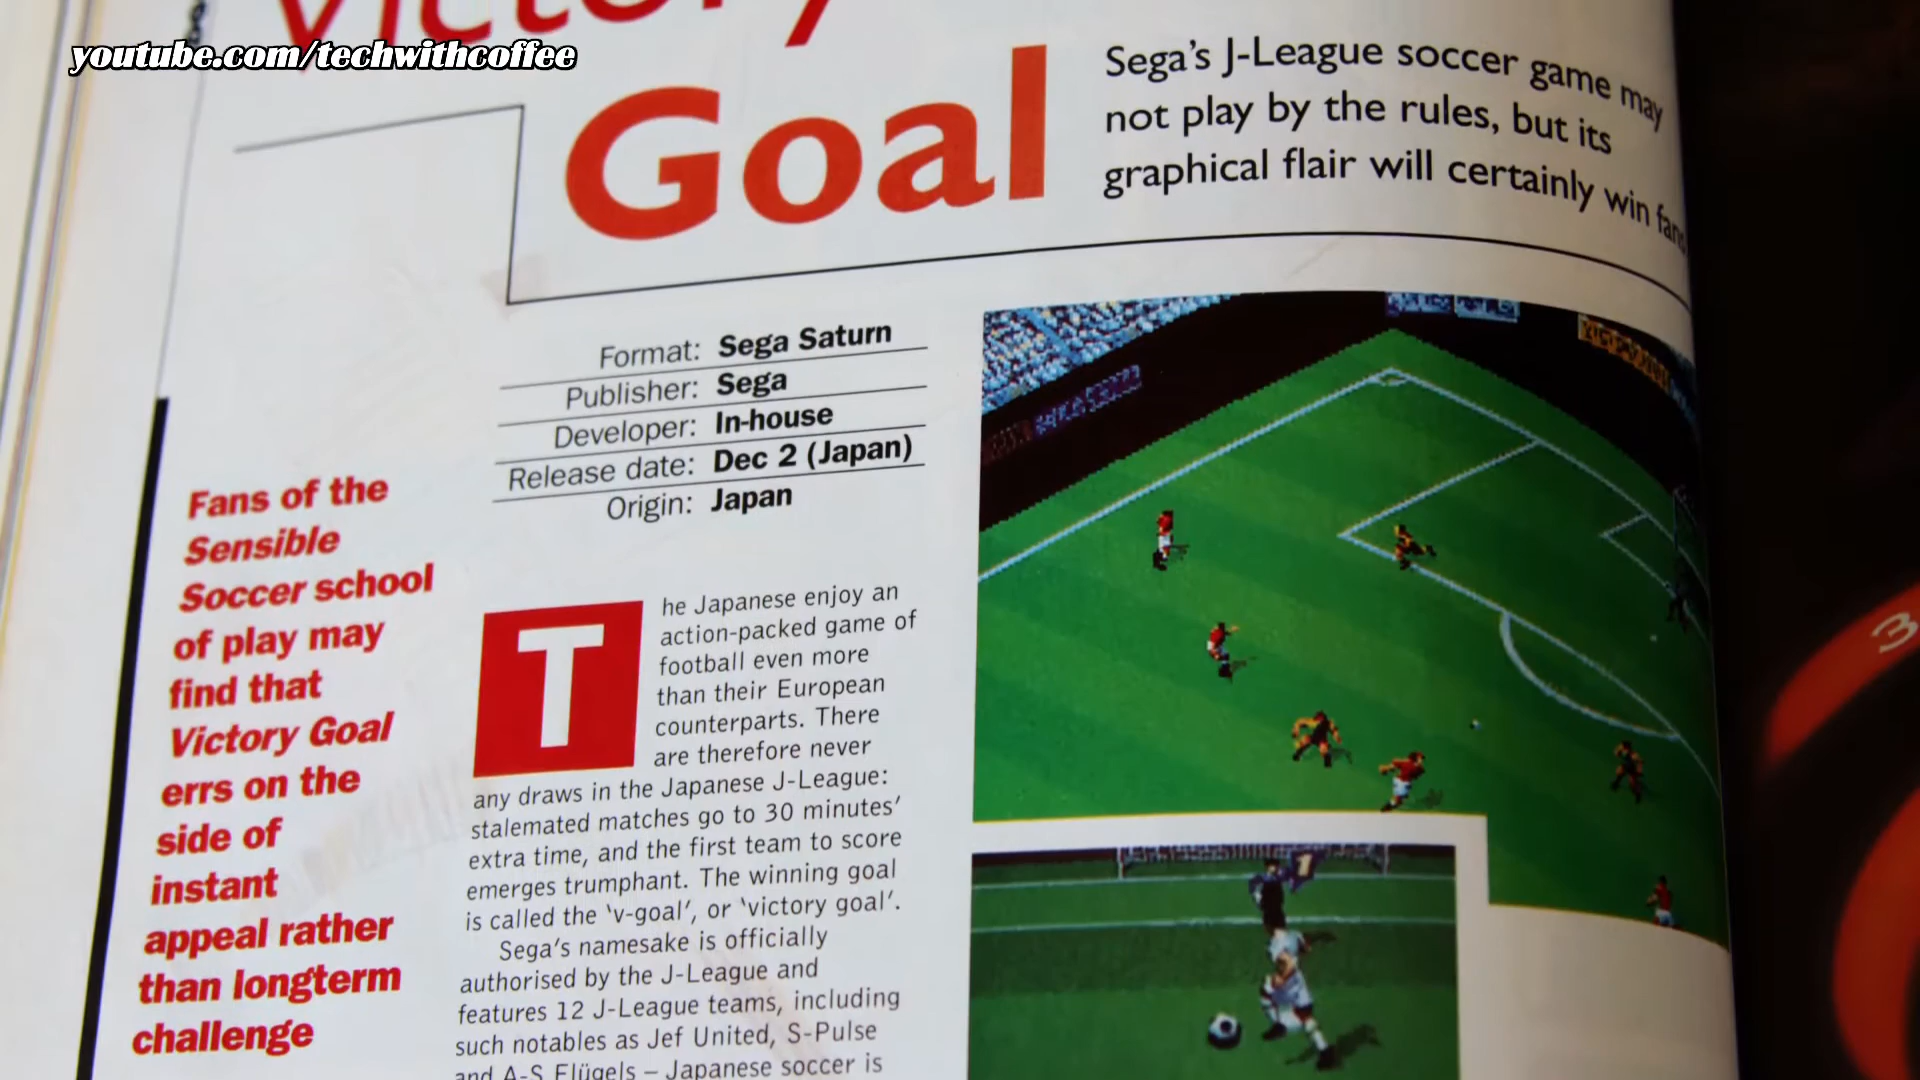 youtube.com/techwithcoffee
Victory
Goal
Sega's J-League soccer game may
not play by the rules, but its
graphical flair will certainly win fans
Format: Sega Saturn
Publisher: Sega
Developer: In-house
Release date: Dec 2 (Japan)
Origin: Japan
Fans of the
Sensible
Soccer school
of play may
find that
Victory Goal
errs on the
side of
instant
appeal rather
than longterm
challenge
The Japanese enjoy an
action-packed game of
football even more
than their European
counterparts. There
are therefore never
any draws in the Japanese J-League:
stalemated matches go to 30 minutes'
extra time, and the first team to score
emerges trumphant. The winning goal
is called the 'v-goal', or 'victory goal'.
Sega's namesake is officially
authorised by the J-League and
features 12 J-League teams, including
such notables as Jef United, S-Pulse
and A-S Flügels – Japanese soccer is
1
3